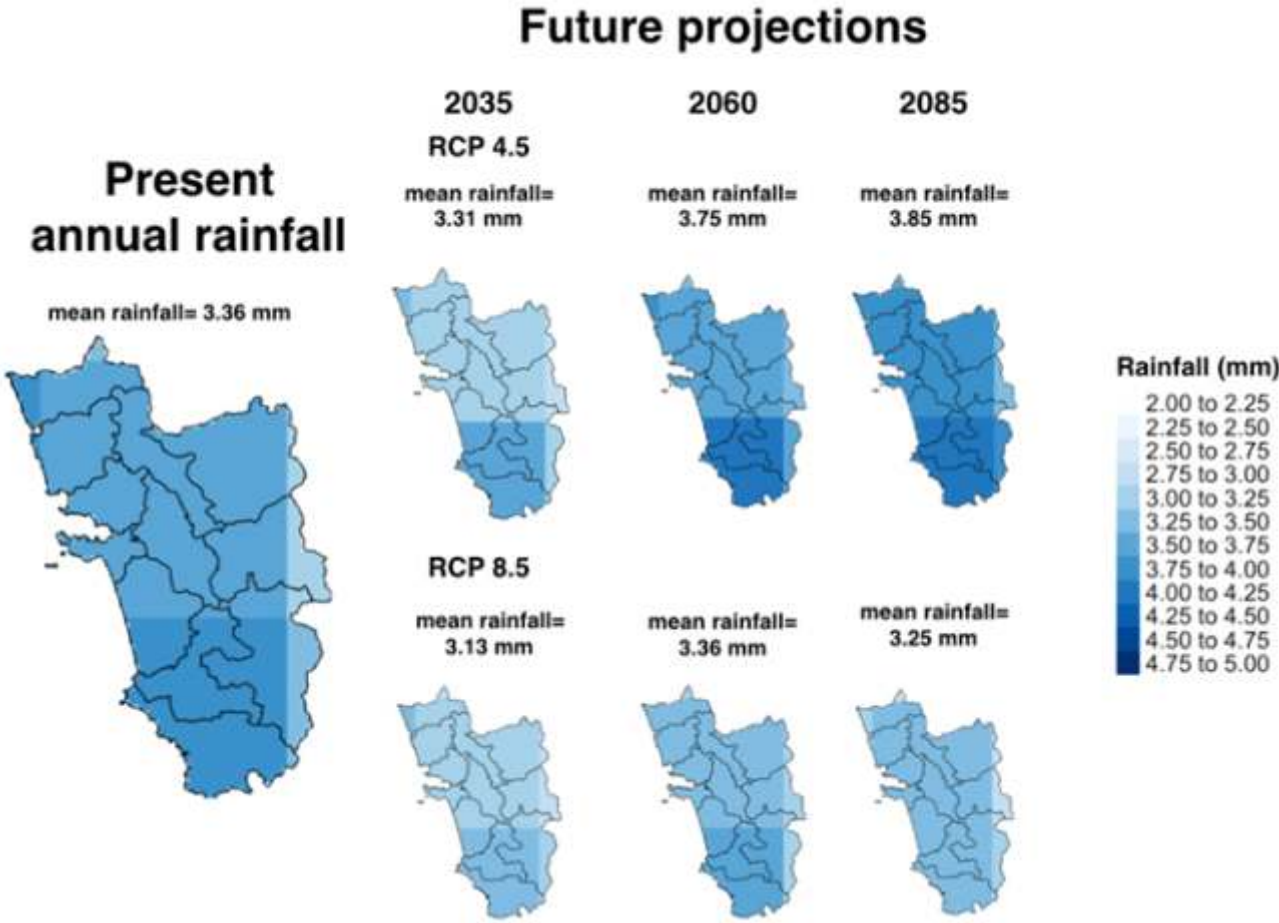 Future projections
2035
2060
2085
RCP 4.5
Present
annual rainfall
mean rainfall=
3.31 mm
mean rainfall=
3.75 mm
mean rainfall=
3.85 mm
mean rainfall= 3.36 mm
Rainfall (mm)
2.00 to 2.25
2.25 to 2.50
2.50 to 2.75
2.75 to 3.00
3.00 to 3.25
3.25 to 3.50
3.50 to 3.75
3.75 to 4.00
4.00 to 4.25
4.25 to 4.50
4.50 to 4.75
4.75 to 5.00
RCP 8.5
mean rainfall=
3.13 mm
mean rainfall=
3.36 mm
mean rainfall=
3.25 mm